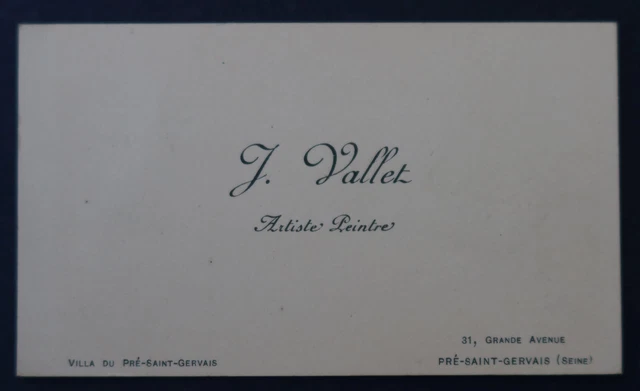 J. Vallet
Artiste Peintre
31, Grande Avenue
Villa du Pré-Saint-Gervais
PRÉ-SAINT-GERVAIS (Seine)